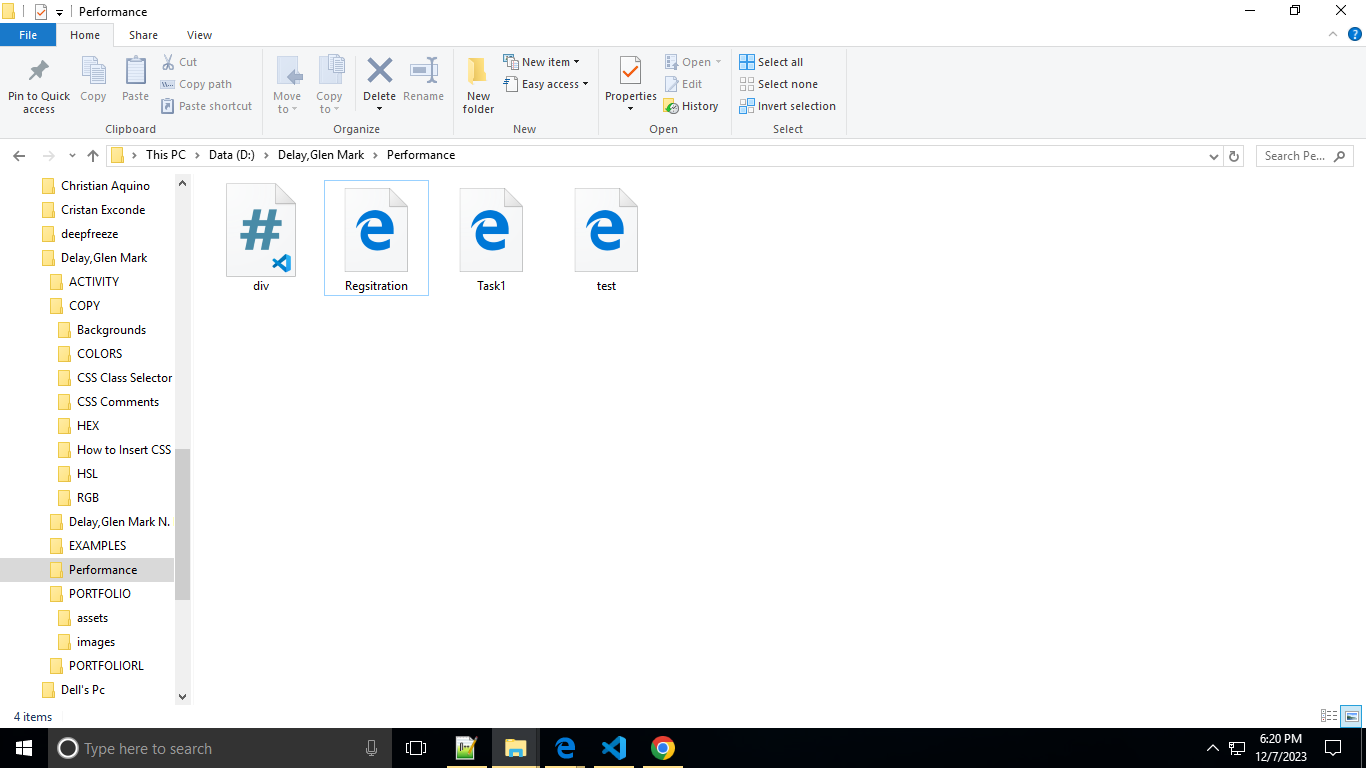 Performance
File Home Share View
Pin to Quick access
Copy
Paste
Cut
Copy path
Paste shortcut
Clipboard
Move to
Copy to
Delete
Rename
Organize
New folder
New item
Easy access
New
Properties
Open
Edit
History
Open
Select all
Select none
Invert selection
Select
This PC Data (D:) Delay,Glen Mark Performance
Search Pe...
Christian Aquino
Cristan Exconde
deepfreeze
Delay,Glen Mark
ACTIVITY
COPY
Backgrounds
COLORS
CSS Class Selector
CSS Comments
HEX
How to Insert CSS
HSL
RGB
Delay,Glen Mark N.
EXAMPLES
Performance
PORTFOLIO
assets
images
PORTFOLIORL
Dell's Pc
div
Regsitration
Task1
test
4 items
Type here to search
6:20 PM
12/7/2023